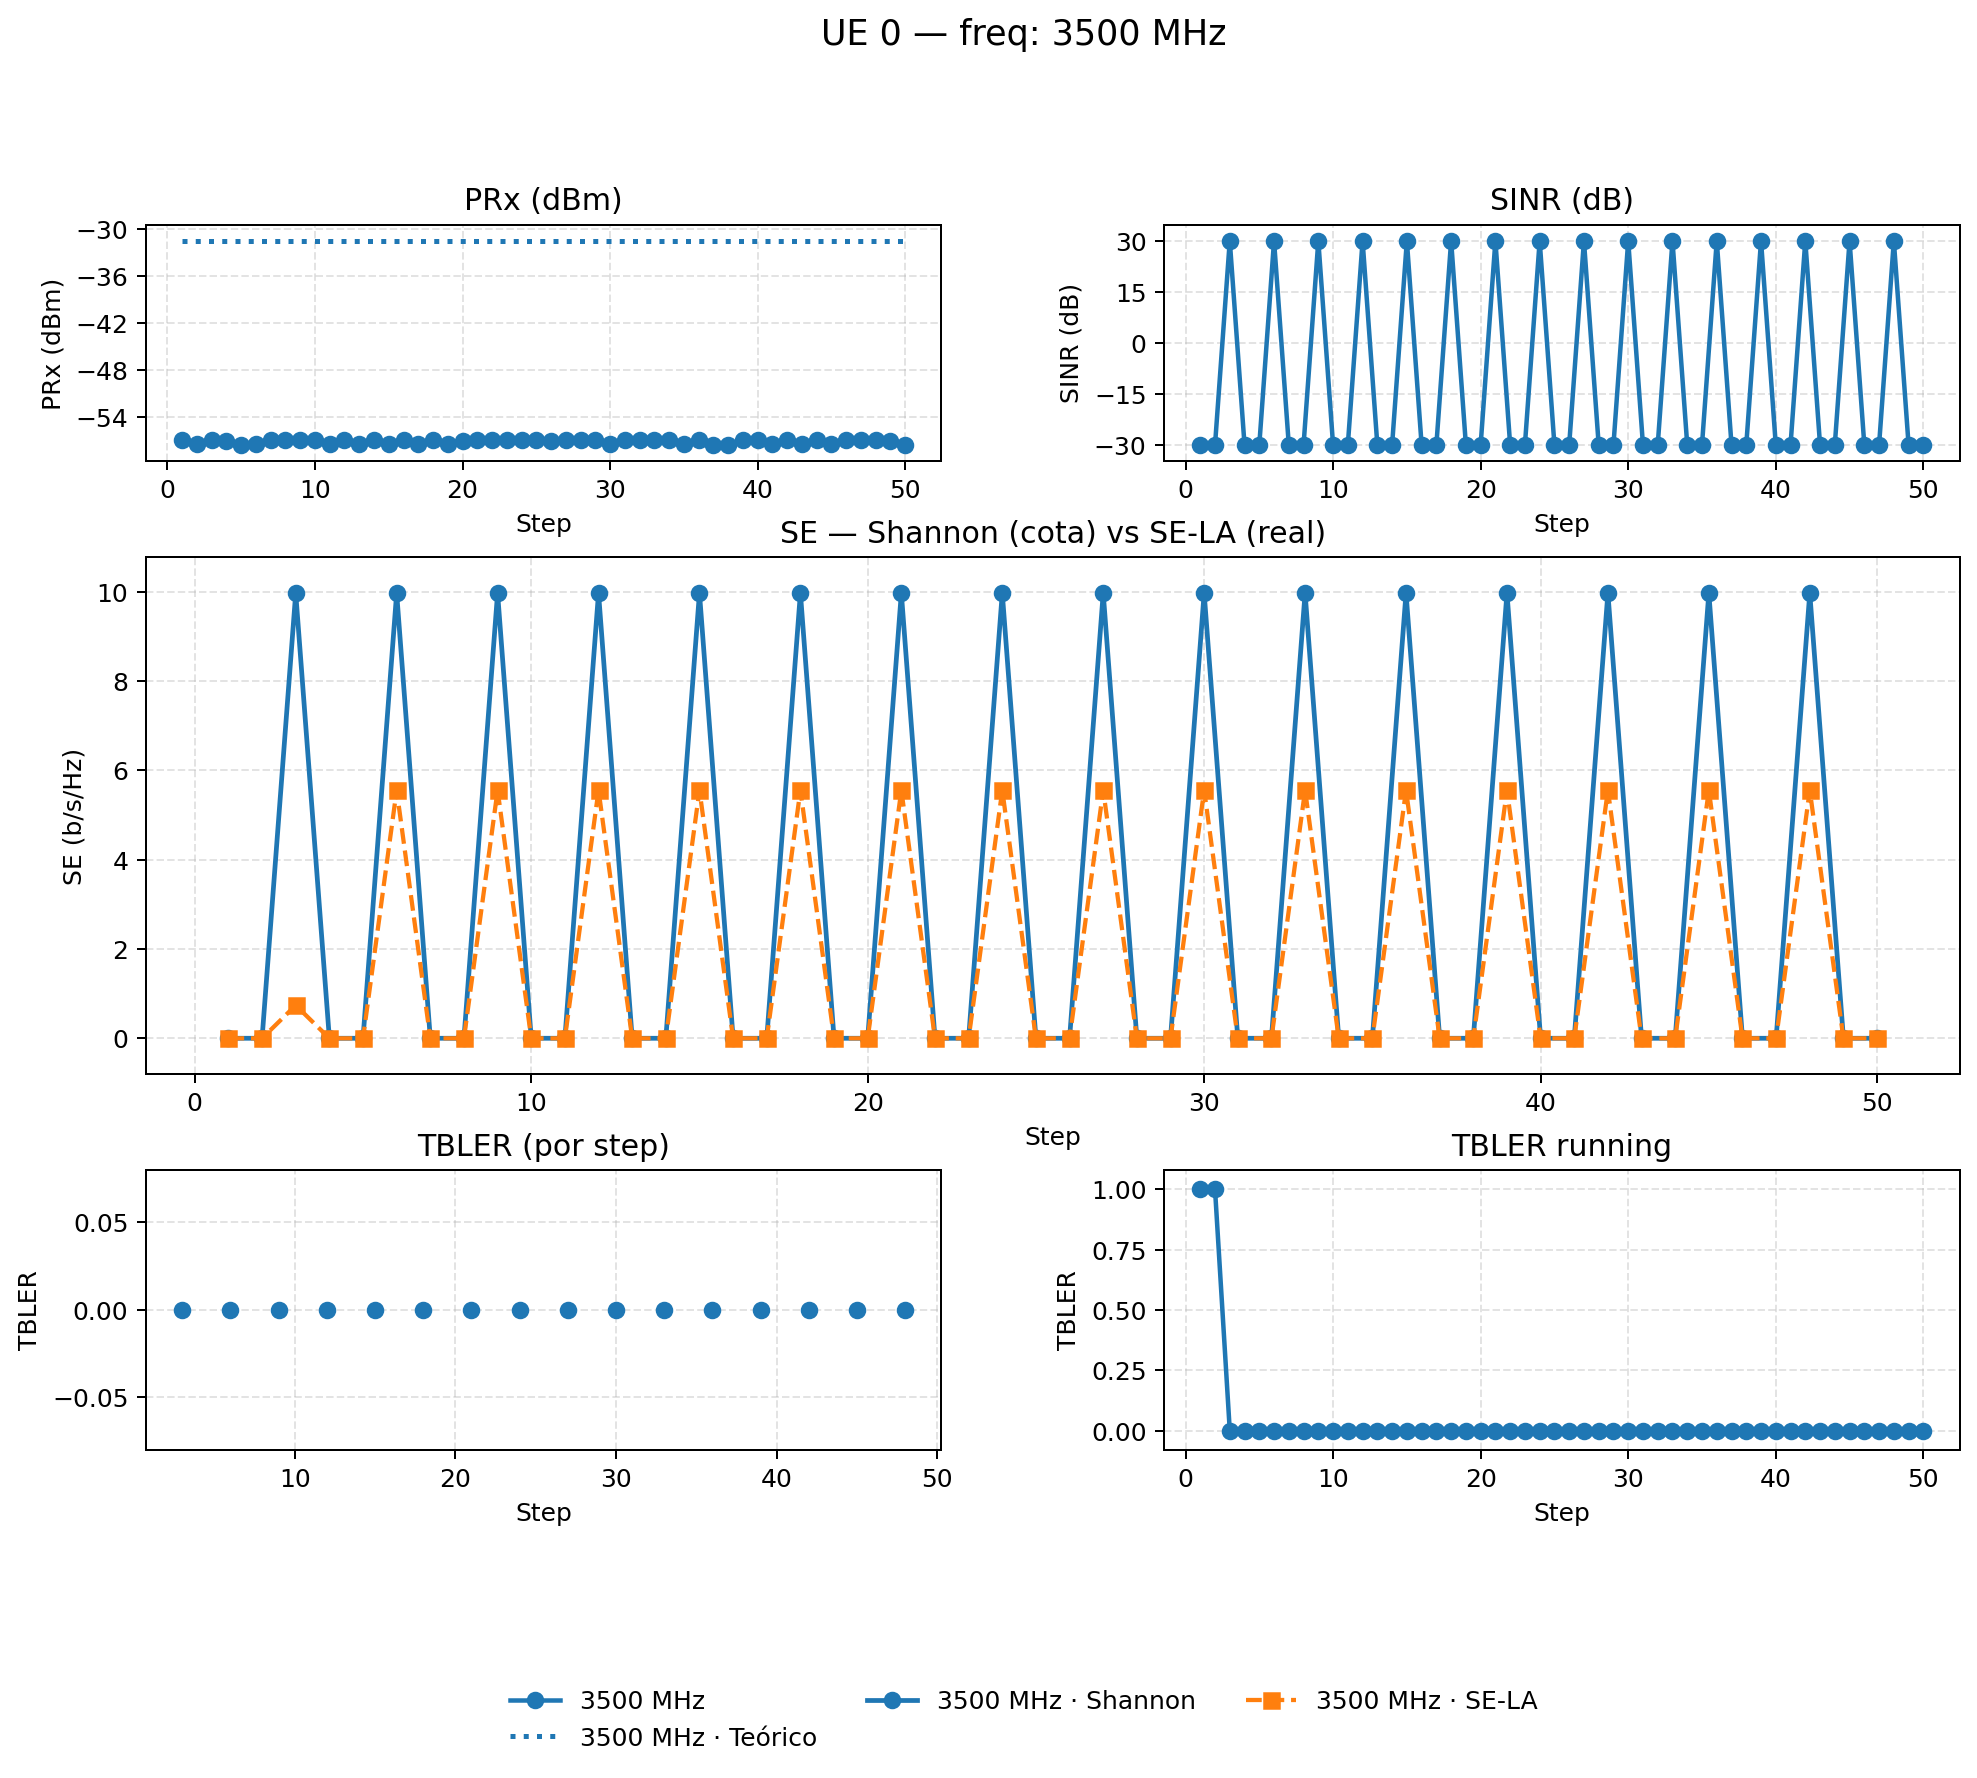 UE 0 — freq: 3500 MHz
PRx (dBm)
PRx (dBm)
−30
−36
−42
−48
−54
0 10 20 30 40 50
Step
SINR (dB)
SINR (dB)
30
15
0
−15
−30
0 10 20 30 40 50
Step
SE — Shannon (cota) vs SE-LA (real)
SE (b/s/Hz)
10
8
6
4
2
0
0 10 20 30 40 50
Step
TBLER (por step)
TBLER
0.05
0.00
−0.05
10 20 30 40 50
Step
TBLER running
TBLER
1.00
0.75
0.50
0.25
0.00
0 10 20 30 40 50
Step
3500 MHz
3500 MHz · Teórico
3500 MHz · Shannon
3500 MHz · SE-LA